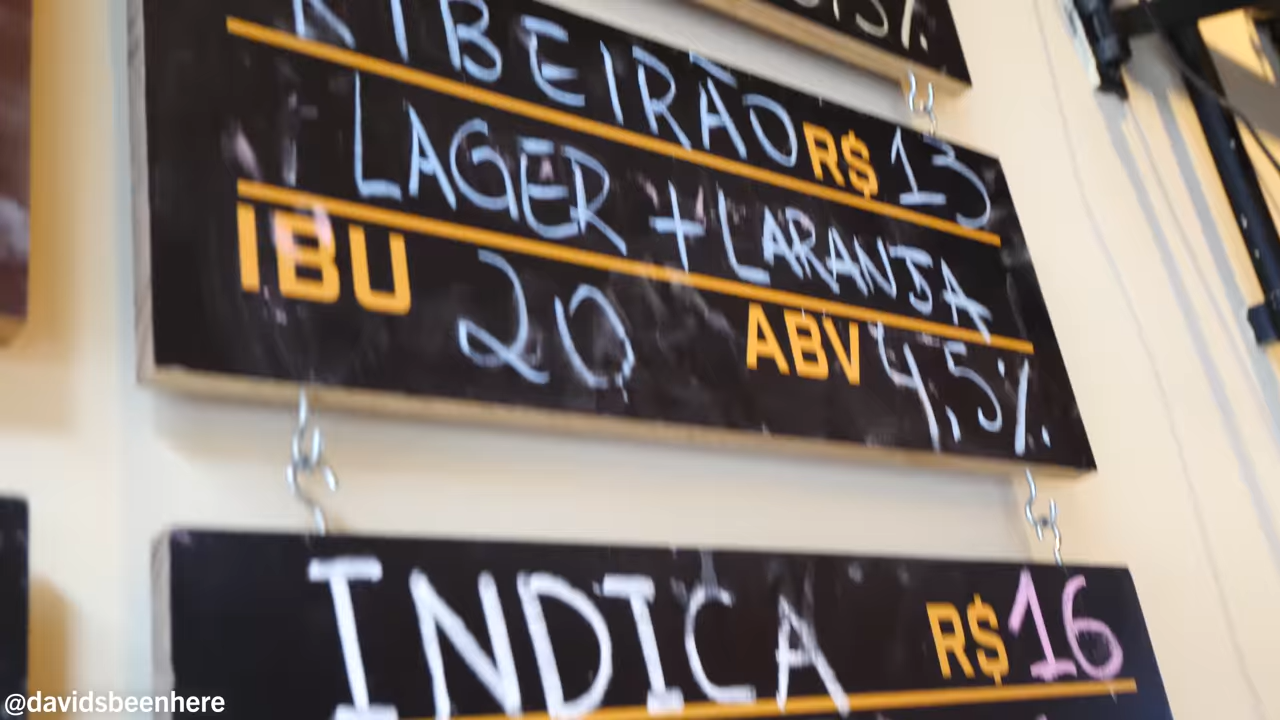 RIBEIRÃO R$ 13
LAGER + LARANJA
IBU 20 ABV 4,5%
INDICA R$ 16
@davidsbeenhere